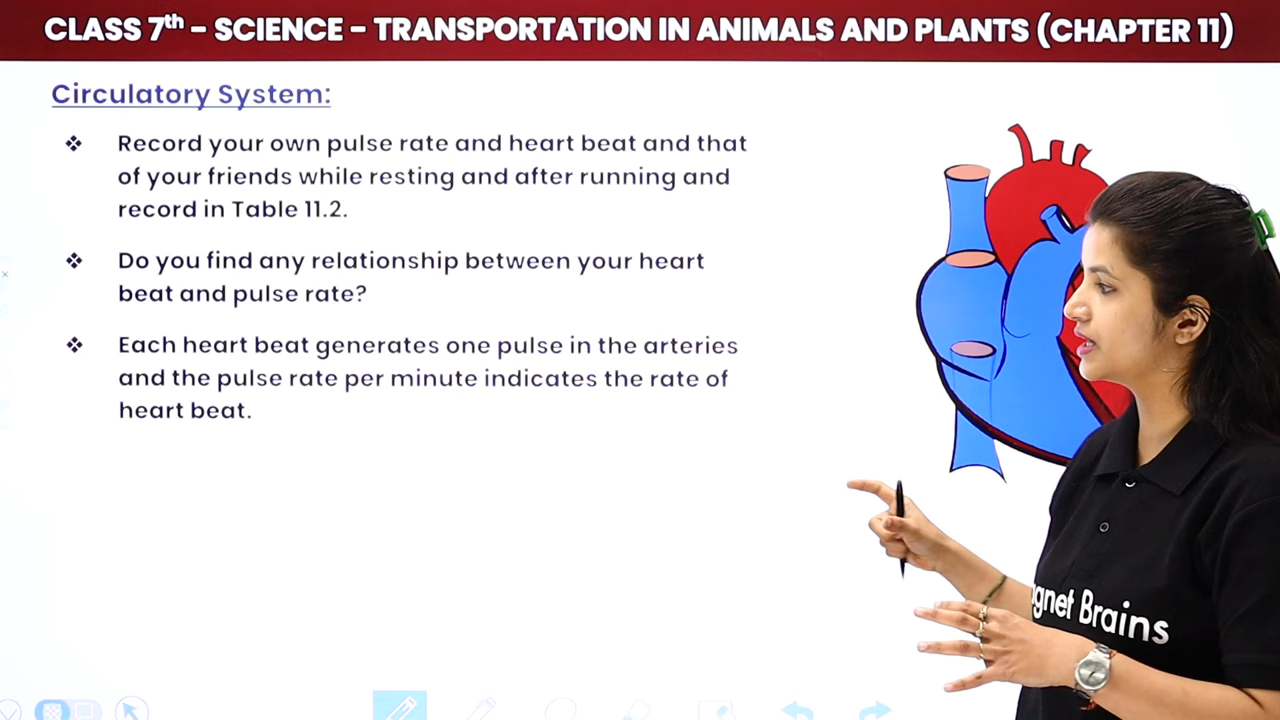 CLASS 7th – SCIENCE – TRANSPORTATION IN ANIMALS AND PLANTS (CHAPTER 11)
Circulatory System:
❖ Record your own pulse rate and heart beat and that
of your friends while resting and after running and
record in Table 11.2.
❖ Do you find any relationship between your heart
beat and pulse rate?
❖ Each heart beat generates one pulse in the arteries
and the pulse rate per minute indicates the rate of
heart beat.
gnet Brains